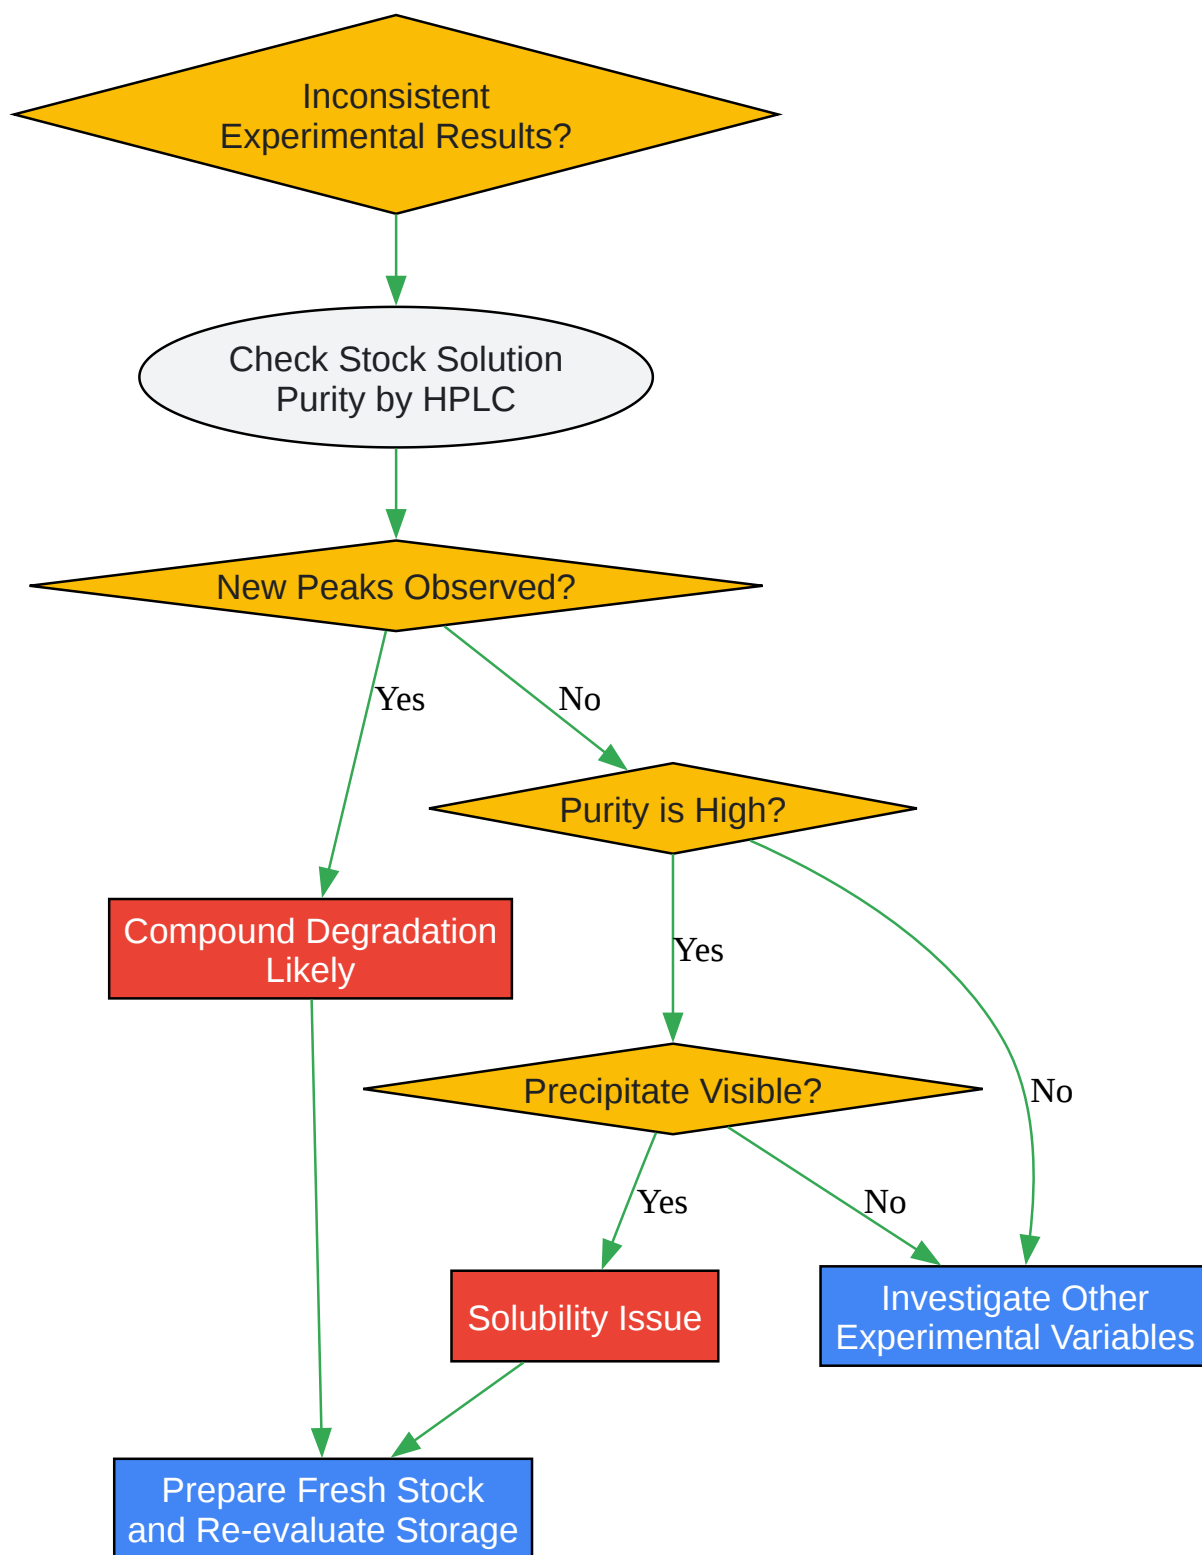 Inconsistent
Experimental Results?
Check Stock Solution
Purity by HPLC
New Peaks Observed?
Yes
No
Purity is High?
Compound Degradation
Likely
Yes
Precipitate Visible?
No
Yes
No
Solubility Issue
Investigate Other
Experimental Variables
Prepare Fresh Stock
and Re-evaluate Storage